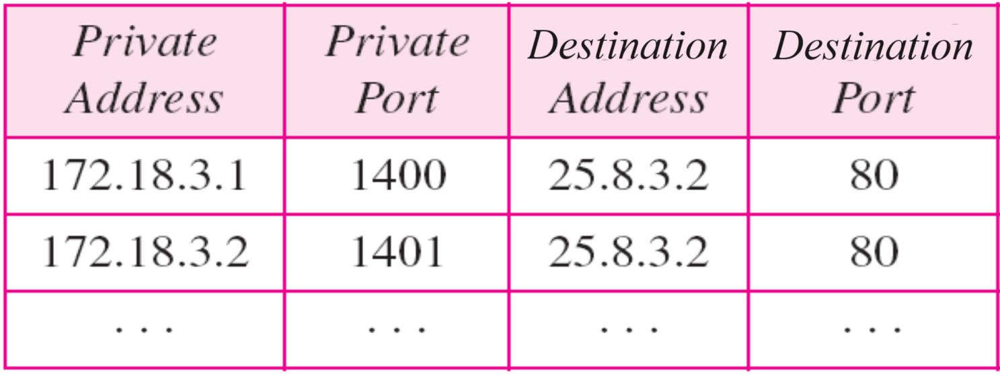 Private Address	Private Port	Destination Address	Destination Port
172.18.3.1	1400	25.8.3.2	80
172.18.3.2	1401	25.8.3.2	80
. . .	. . .	. . .	. . .